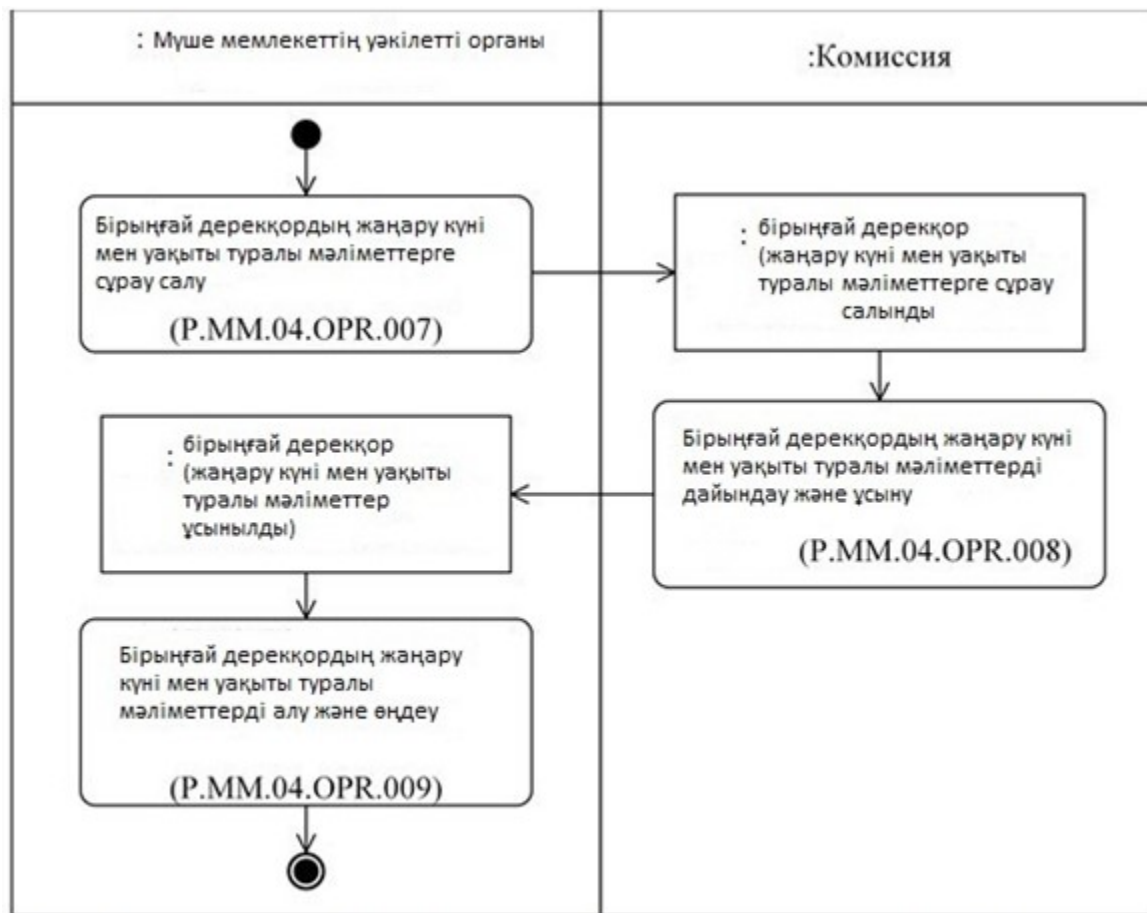 : Мүше мемлекеттің уәкілетті органы
:Комиссия
Бірыңғай дерекқордың жаңару күні
мен уақыты туралы мәліметтерге
сұрау салу
(P.MM.04.OPR.007)
: бірыңғай дерекқор
(жаңару күні мен уақыты
туралы мәліметтерге сұрау
салынды
Бірыңғай дерекқордың жаңару күні
мен уақыты туралы мәліметтерді
дайындау және ұсыну
(P.MM.04.OPR.008)
: бірыңғай дерекқор
(жаңару күні мен уақыты
туралы мәліметтер
ұсынылды)
Бірыңғай дерекқордың жаңару
күні мен уақыты туралы
мәліметтерді алу және өңдеу
(P.MM.04.OPR.009)